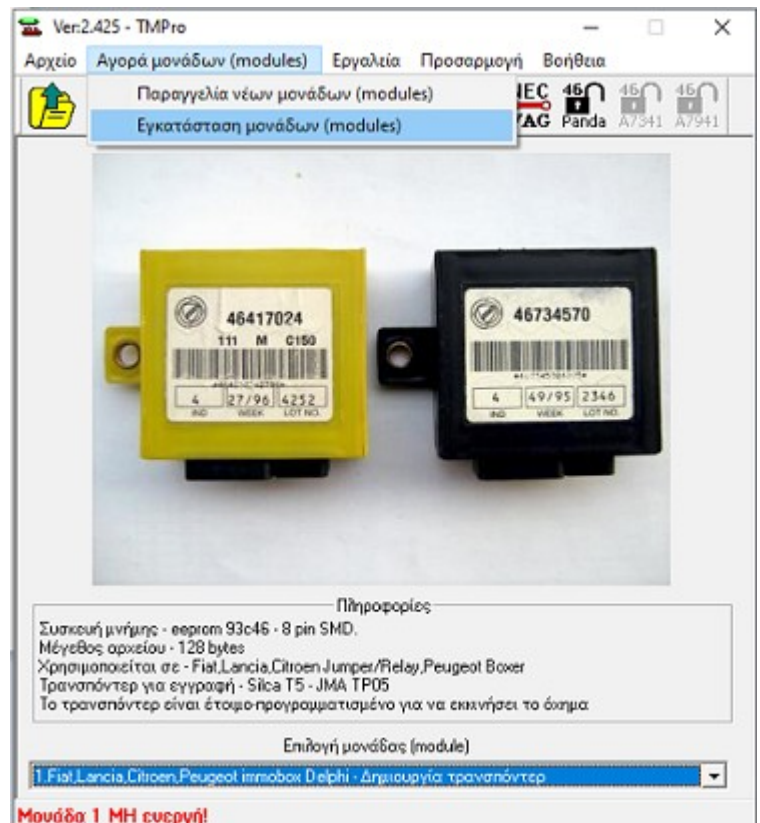 Ver:2.425 - TMPro
Αρχείο Αγορά μονάδων (modules) Εργαλεία Προσαρμογή Βοήθεια
Παραγγελία νέων μονάδων (modules)
Εγκατάσταση μονάδων (modules)
46 Panda
46 A7341
46 A7941
46417024
111 M C150
4 27/96 4252
IND WEEK LOT NO.
46734570
4 49/95 2346
IND WEEK LOT NO.
Πληροφορίες
Συσκευή μνήμης - eeprom 93c46 - 8 pin SMD.
Μέγεθος αρχείου - 128 bytes
Χρησιμοποιείται σε - Fiat,Lancia,Citroen Jumper/Relay,Peugeot Boxer
Τρανσπόντερ για εγγραφή - Silca T5 - JMA TP05
Το τρανσπόντερ είναι έτοιμο-προγραμματισμένο για να εκκινήσει το όχημα
Επιλογή μονάδας (module)
1.Fiat,Lancia,Citroen,Peugeot immobox Delphi - Δημιουργία τρανσπόντερ
Μονάδα 1 ΜΗ ενεργή!